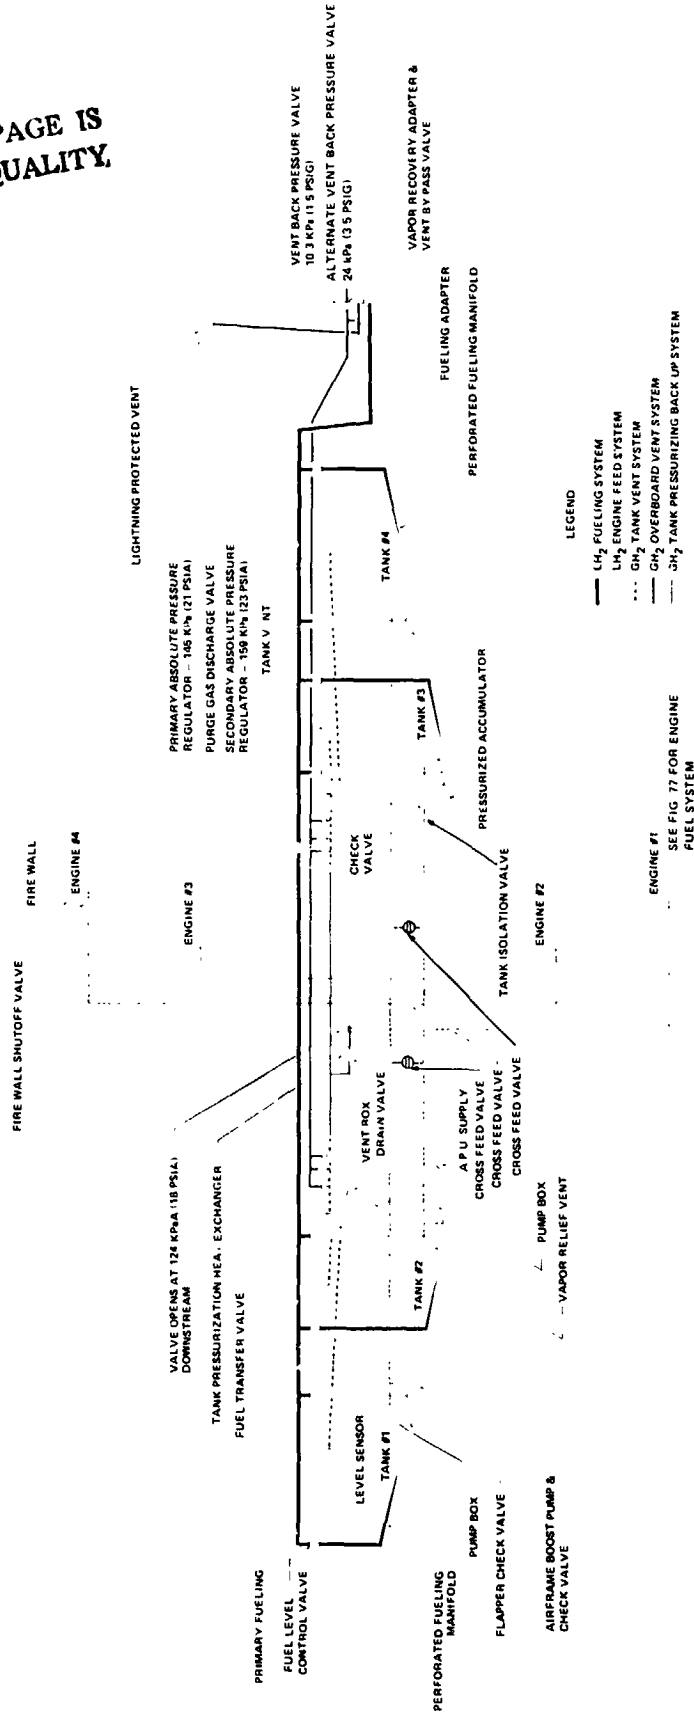 PAGE IS
QUALITY,
VENT BACK PRESSURE VALVE
10 3 KPa (1 5 PSIG)
ALTERNATE VENT BACK PRESSURE VALVE
24 kPa (3 5 PSIG)
VAPOR RECOVERY ADAPTER &
VENT BY PASS VALVE
FUELING ADAPTER
PERFORATED FUELING MANIFOLD
LIGHTNING PROTECTED VENT
PRIMARY ABSOLUTE PRESSURE
REGULATOR - 145 KPa (21 PSIA)
PURGE GAS DISCHARGE VALVE
SECONDARY ABSOLUTE PRESSURE
REGULATOR - 159 KPa (23 PSIA)
TANK V NT
TANK #4
TANK #3
PRESSURIZED ACCUMULATOR
LEGEND
LH2 FUELING SYSTEM
LH2 ENGINE FEED SYSTEM
GH2 TANK VENT SYSTEM
GH2 OVERBOARD VENT SYSTEM
GH2 TANK PRESSURIZING BACK UP SYSTEM
FIRE WALL
ENGINE #4
ENGINE #3
CHECK
VALVE
TANK ISOLATION VALVE
ENGINE #2
ENGINE #1
SEE FIG 77 FOR ENGINE
FUEL SYSTEM
FIRE WALL SHUTOFF VALVE
VALVE OPENS AT 124 KPaA (18 PSIA)
DOWNSTREAM
TANK PRESSURIZATION HEA, EXCHANGER
FUEL TRANSFER VALVE
VENT BOX
DRAIN VALVE
A P U SUPPLY
CROSS FEED VALVE
CROSS FEED VALVE
CROSS FEED VALVE
TANK #2
PUMP BOX
VAPOR RELIEF VENT
LEVEL SENSOR
TANK #1
PRIMARY FUELING
FUEL LEVEL
CONTROL VALVE
PERFORATED FUELING
MANIFOLD
PUMP BOX
FLAPPER CHECK VALVE
AIRFRAME BOOST PUMP &
CHECK VALVE